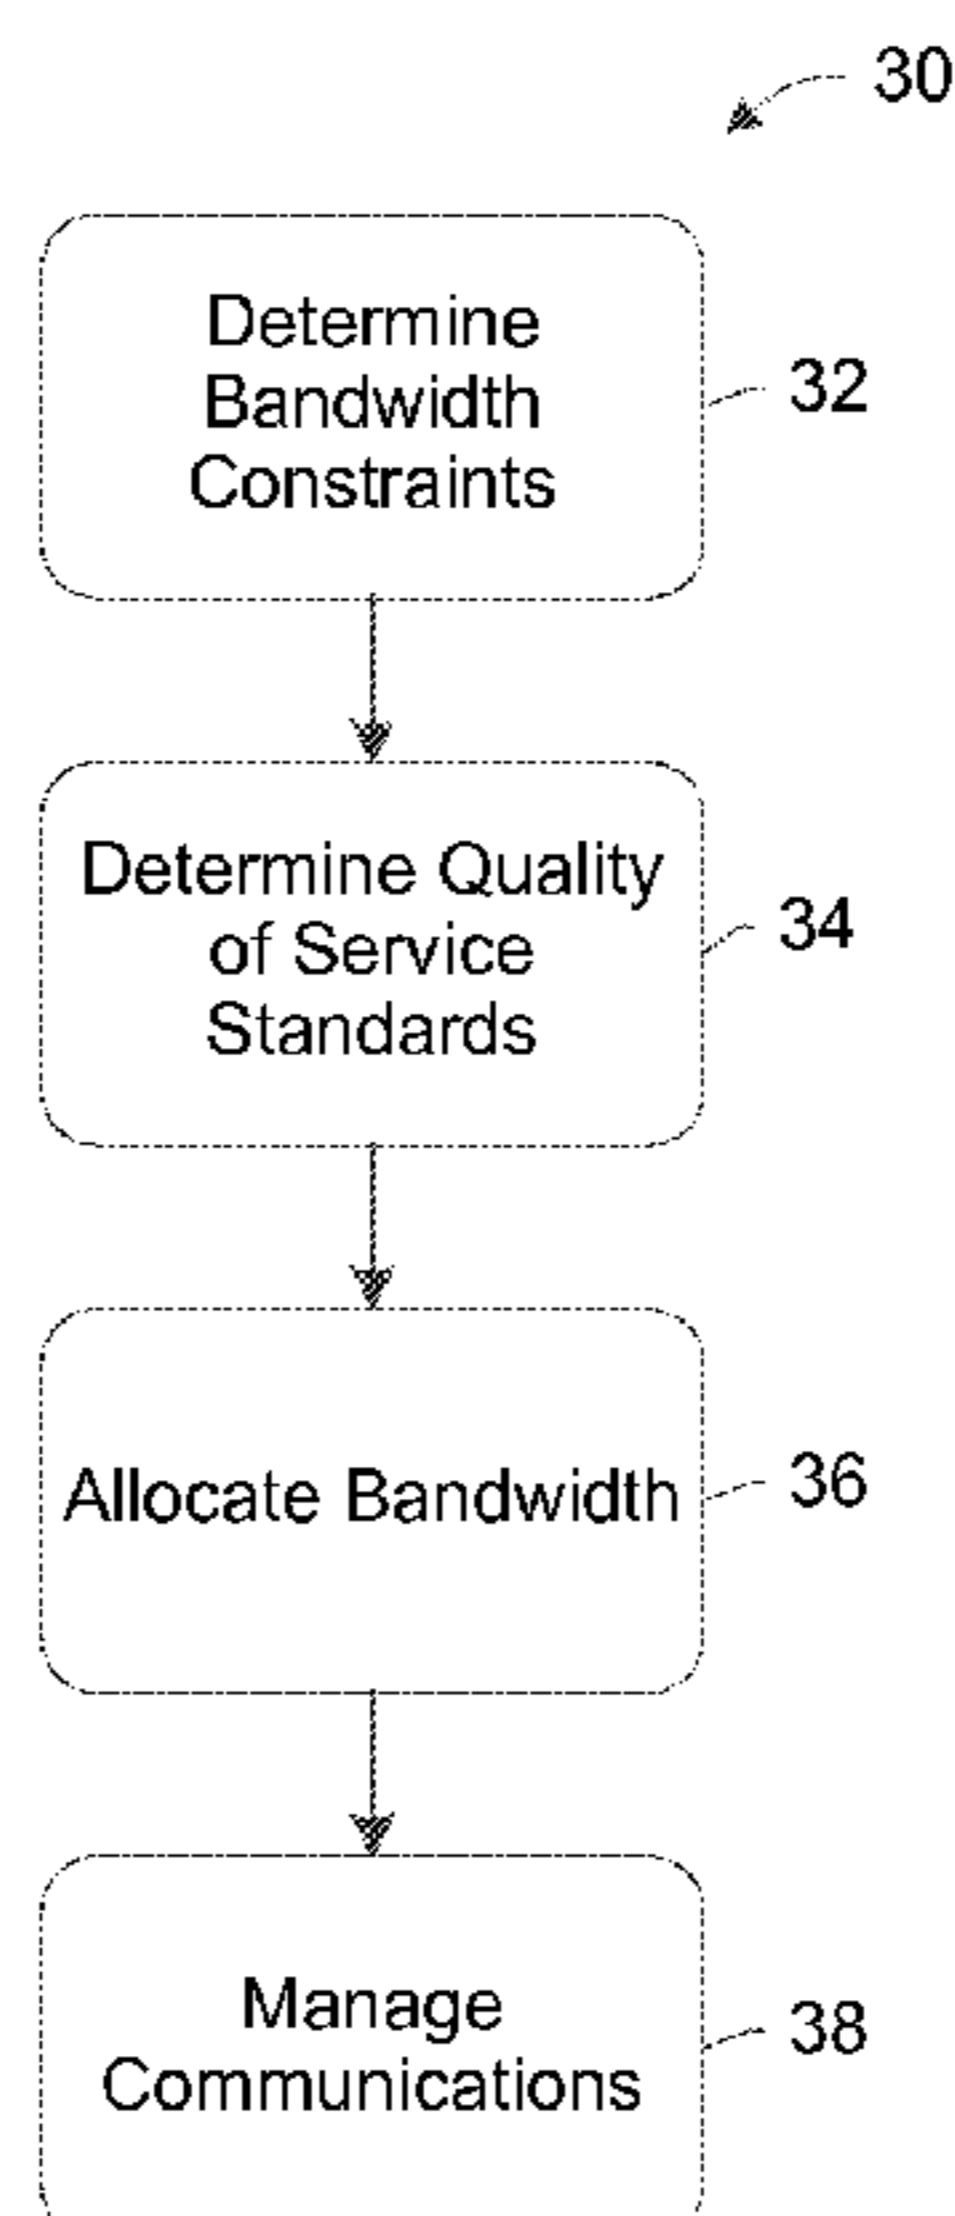 30
Determine
Bandwidth
Constraints
32
Determine Quality
of Service
Standards
34
Allocate Bandwidth
36
Manage
Communications
38